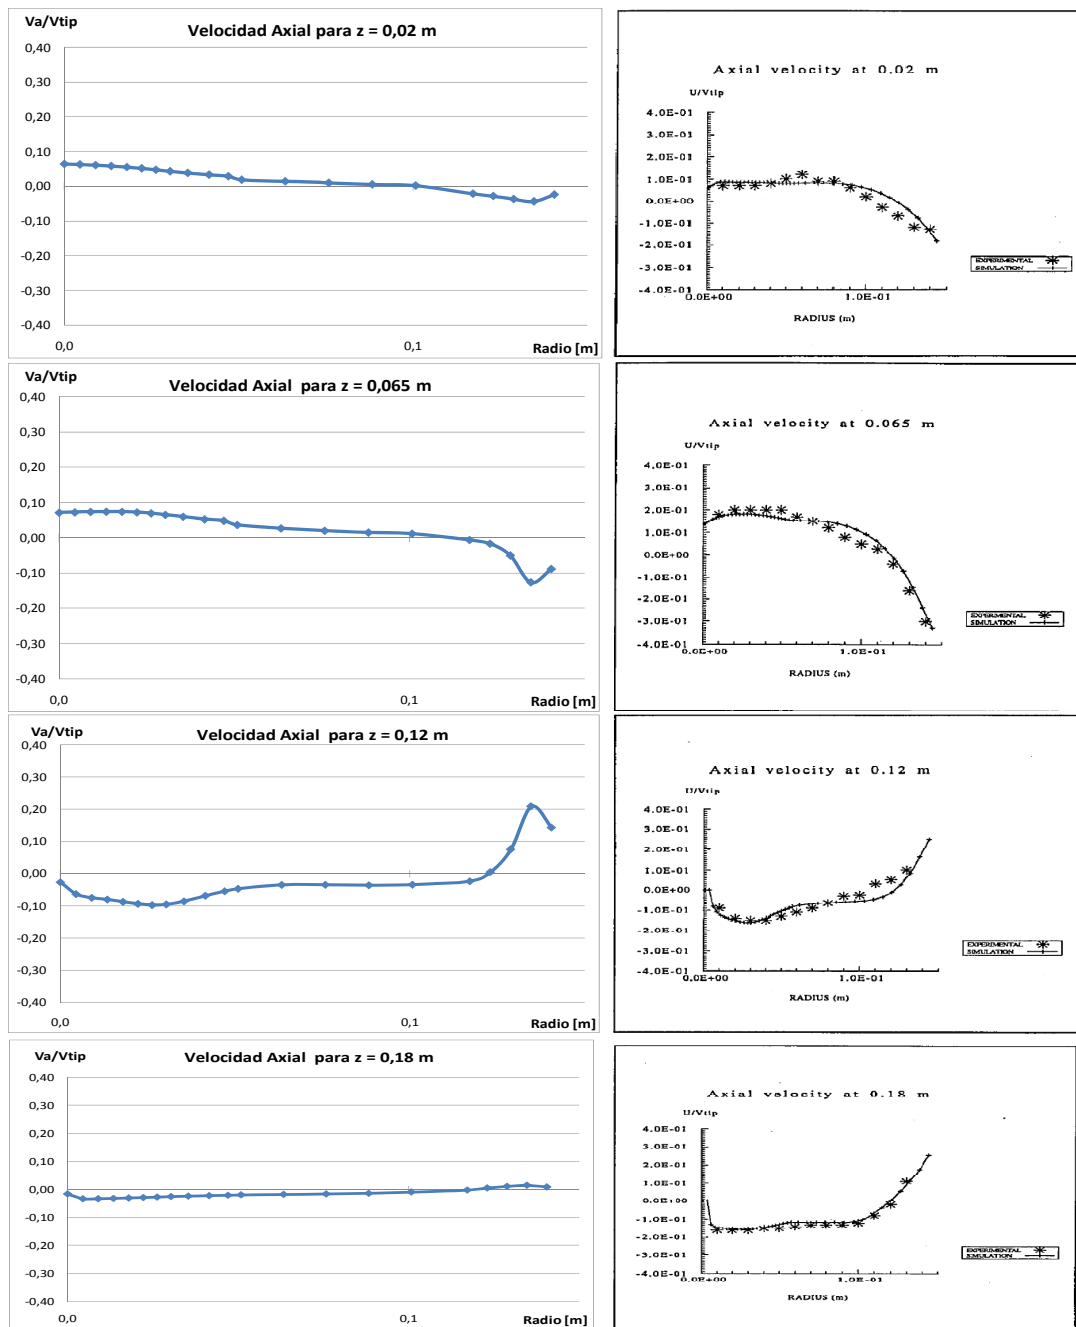 Va/Vtip
Velocidad Axial para z = 0,02 m
0,40
0,30
0,20
0,10
0,00
-0,10
-0,20
-0,30
-0,40
0,0
0,1
Radio [m]
Axial velocity at 0.02 m
U/Vtip
4.0E-01
3.0E-01
2.0E-01
1.0E-01
0.0E+00
-1.0E-01
-2.0E-01
-3.0E-01
-4.0E-01
0.0E+00
1.0E-01
RADIUS (m)
EXPERIMENTAL
SIMULATION
Va/Vtip
Velocidad Axial para z = 0,065 m
0,40
0,30
0,20
0,10
0,00
-0,10
-0,20
-0,30
-0,40
0,0
0,1
Radio [m]
Axial velocity at 0.065 m
U/Vtip
4.0E-01
3.0E-01
2.0E-01
1.0E-01
0.0E+00
-1.0E-01
-2.0E-01
-3.0E-01
-4.0E-01
0.0E+00
1.0E-01
RADIUS (m)
EXPERIMENTAL
SIMULATION
Va/Vtip
Velocidad Axial para z = 0,12 m
0,40
0,30
0,20
0,10
0,00
-0,10
-0,20
-0,30
-0,40
0,0
0,1
Radio [m]
Axial velocity at 0.12 m
U/Vtip
4.0E-01
3.0E-01
2.0E-01
1.0E-01
0.0E+00
-1.0E-01
-2.0E-01
-3.0E-01
-4.0E-01
0.0E+00
1.0E-01
RADIUS (m)
EXPERIMENTAL
SIMULATION
Va/Vtip
Velocidad Axial para z = 0,18 m
0,40
0,30
0,20
0,10
0,00
-0,10
-0,20
-0,30
-0,40
0,0
0,1
Radio [m]
Axial velocity at 0.18 m
U/Vtip
4.0E-01
2.0E-01
1.0E-01
0.0E+00
-1.0E-01
-2.0E-01
-3.0E-01
-4.0E-01
0.0E+00
1.0E-01
RADIUS (m)
EXPERIMENTAL
SIMULATION